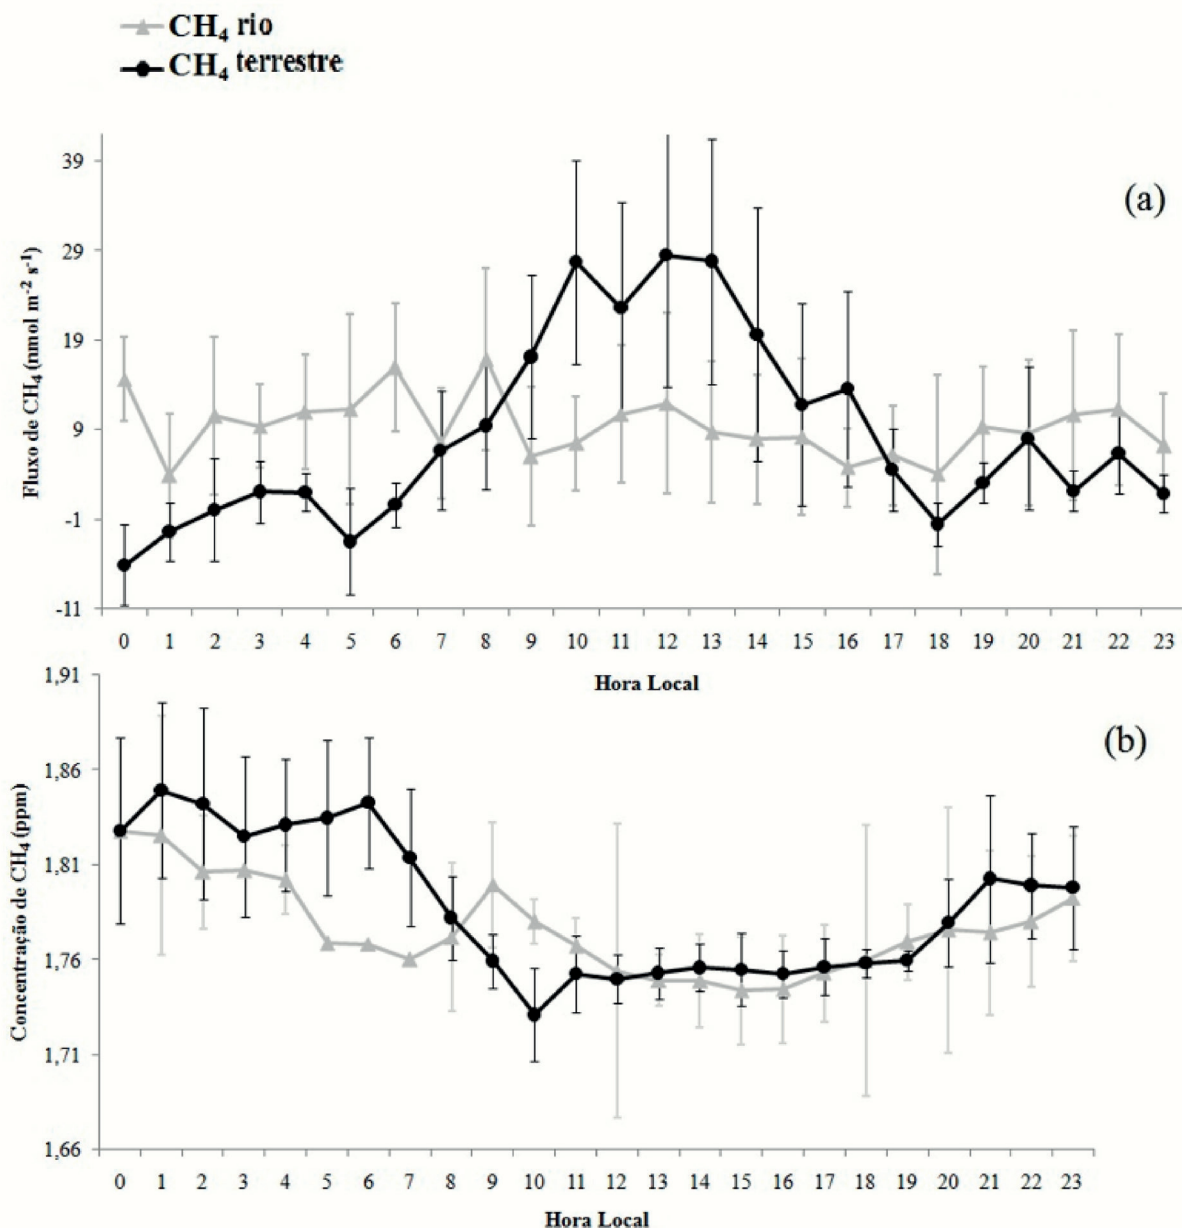 CH₄ rio
CH₄ terrestre
(a)
Fluxo de CH₄ (nmol m⁻² s⁻¹)
39
29
19
9
-1
-11
0 1 2 3 4 5 6 7 8 9 10 11 12 13 14 15 16 17 18 19 20 21 22 23
Hora Local
(b)
Concentração de CH₄ (ppm)
1,91
1,86
1,81
1,76
1,71
1,66
0 1 2 3 4 5 6 7 8 9 10 11 12 13 14 15 16 17 18 19 20 21 22 23
Hora Local